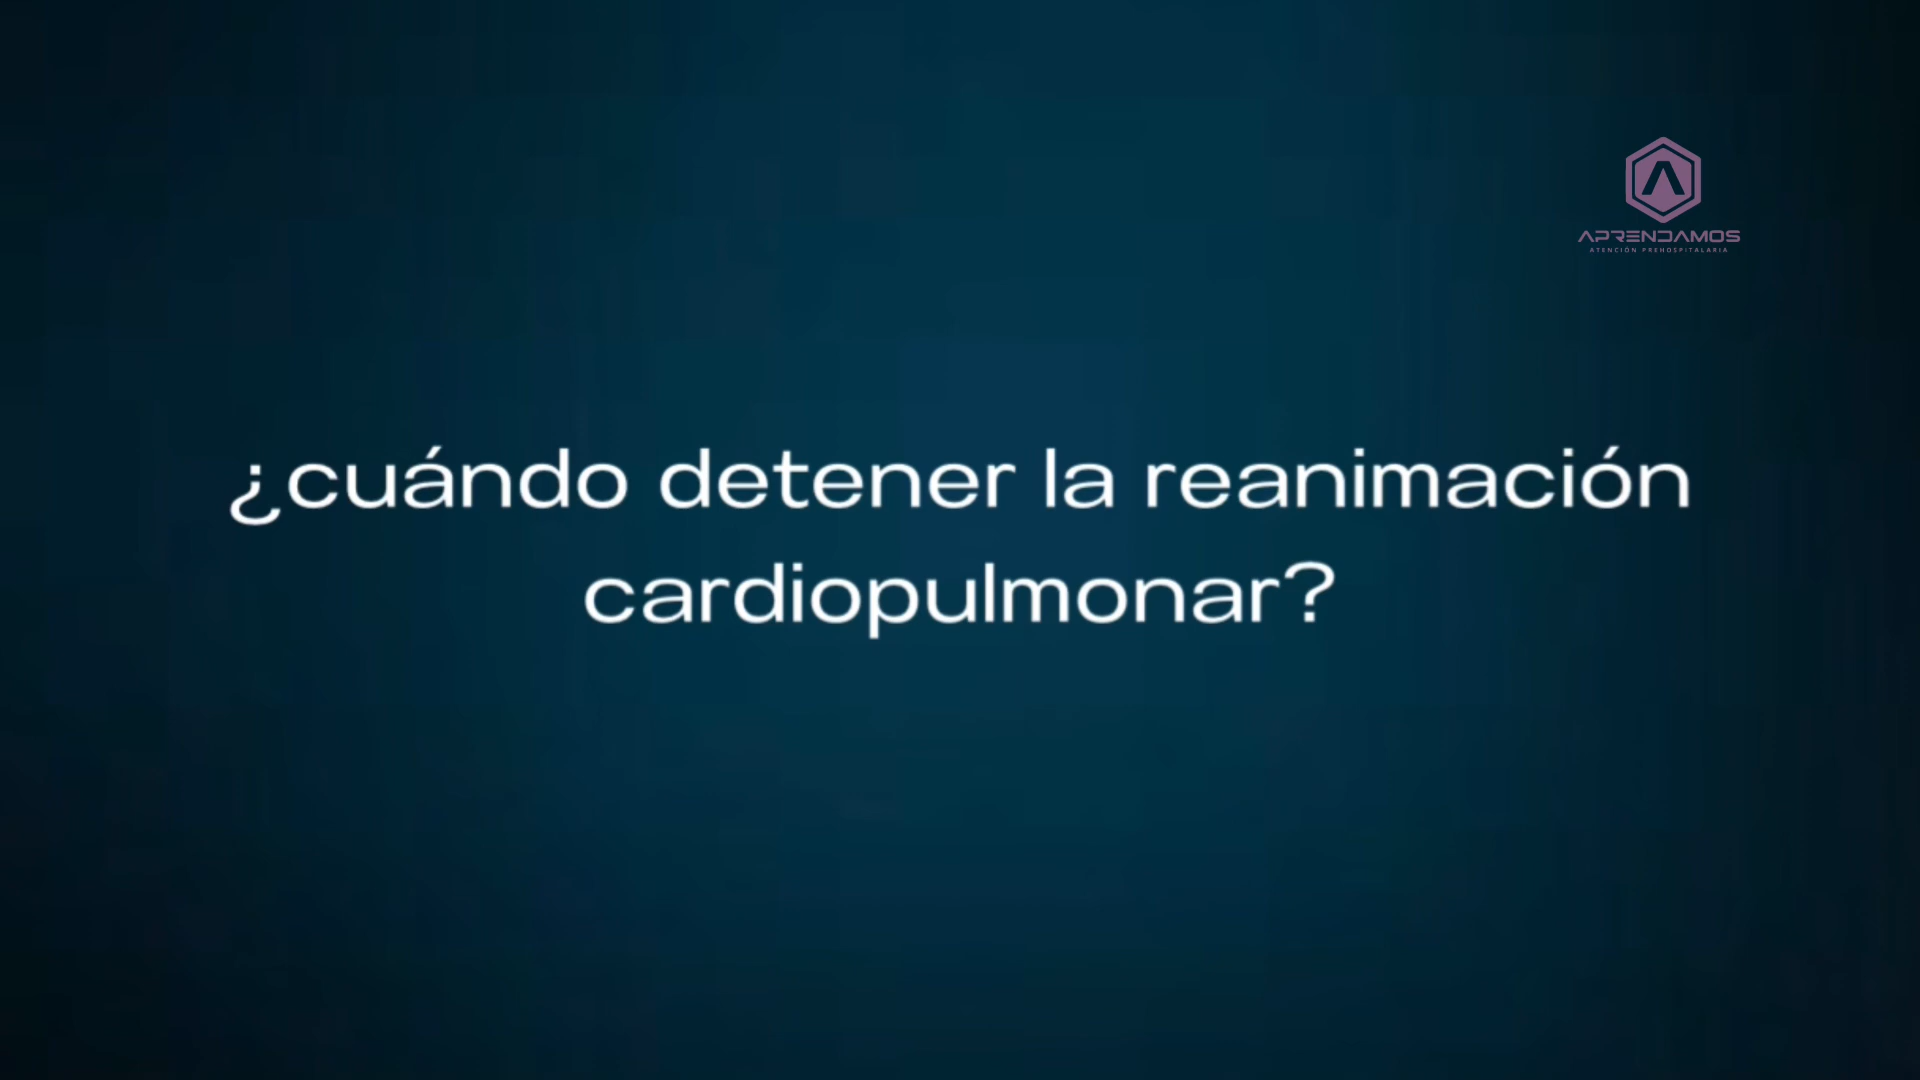 APRENDAMOS
ATENCIÓN PREHOSPITALARIA
¿cuándo detener la reanimación
cardiopulmonar?